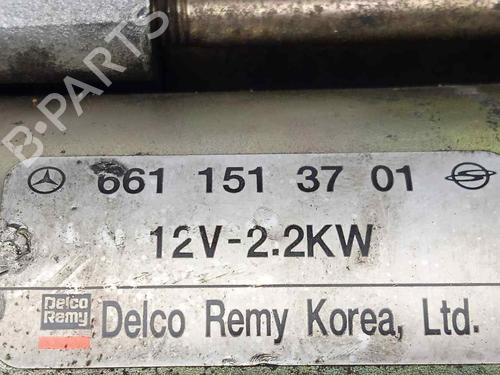 B-PARTS
661 151 37 01
12V-2.2KW
Delco
Remy
Delco Remy Korea, Ltd.